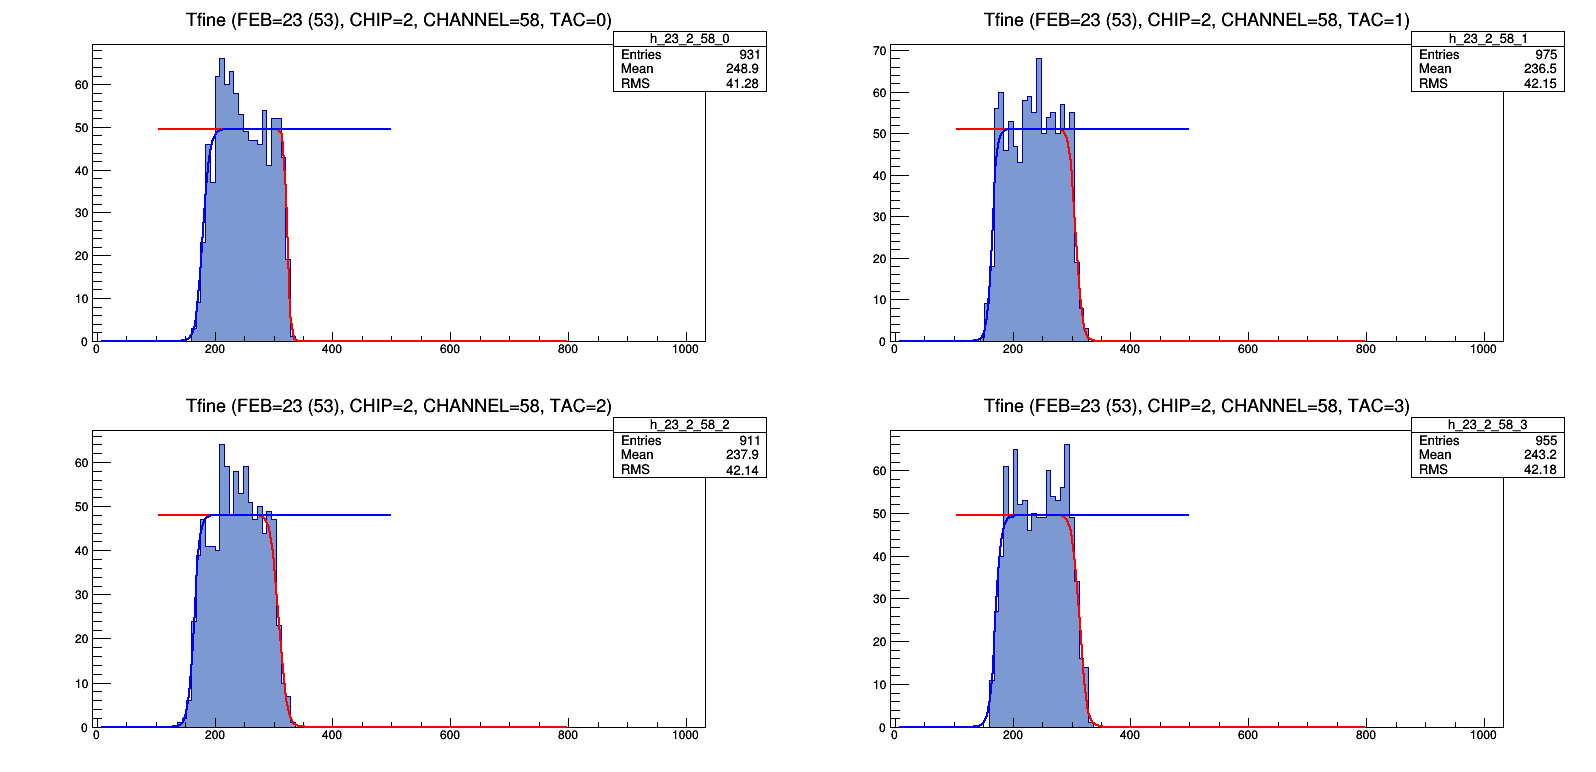 Tfine (FEB=23 (53), CHIP=2, CHANNEL=58, TAC=0)
h_23_2_58_0
Entries 931
Mean 248.9
RMS 41.28
60
50
40
30
20
10
0
0 200 400 600 800 1000
Tfine (FEB=23 (53), CHIP=2, CHANNEL=58, TAC=1)
h_23_2_58_1
Entries 975
Mean 236.5
RMS 42.15
70
60
50
40
30
20
10
0
0 200 400 600 800 1000
Tfine (FEB=23 (53), CHIP=2, CHANNEL=58, TAC=2)
h_23_2_58_2
Entries 911
Mean 237.9
RMS 42.14
60
50
40
30
20
10
0
0 200 400 600 800 1000
Tfine (FEB=23 (53), CHIP=2, CHANNEL=58, TAC=3)
h_23_2_58_3
Entries 955
Mean 243.2
RMS 42.18
60
50
40
30
20
10
0
0 200 400 600 800 1000